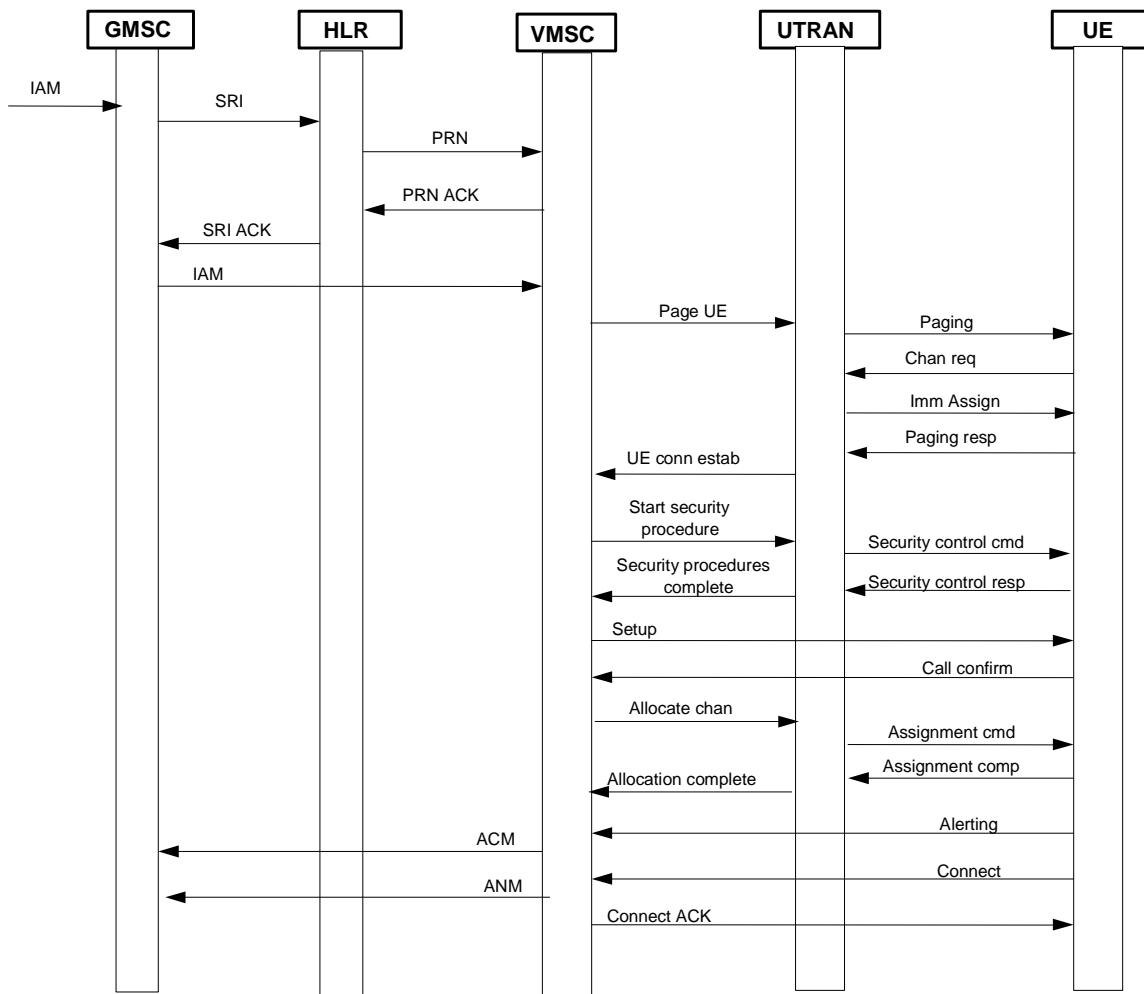 GMSC
HLR
VMSC
UTRAN
UE
IAM
SRI
PRN
PRN ACK
SRI ACK
IAM
Page UE
Paging
Chan req
Imm Assign
Paging resp
UE conn estab
Start security
procedure
Security control cmd
Security procedures
complete
Security control resp
Setup
Call confirm
Allocate chan
Assignment cmd
Assignment comp
Allocation complete
Alerting
ACM
Connect
ANM
Connect ACK